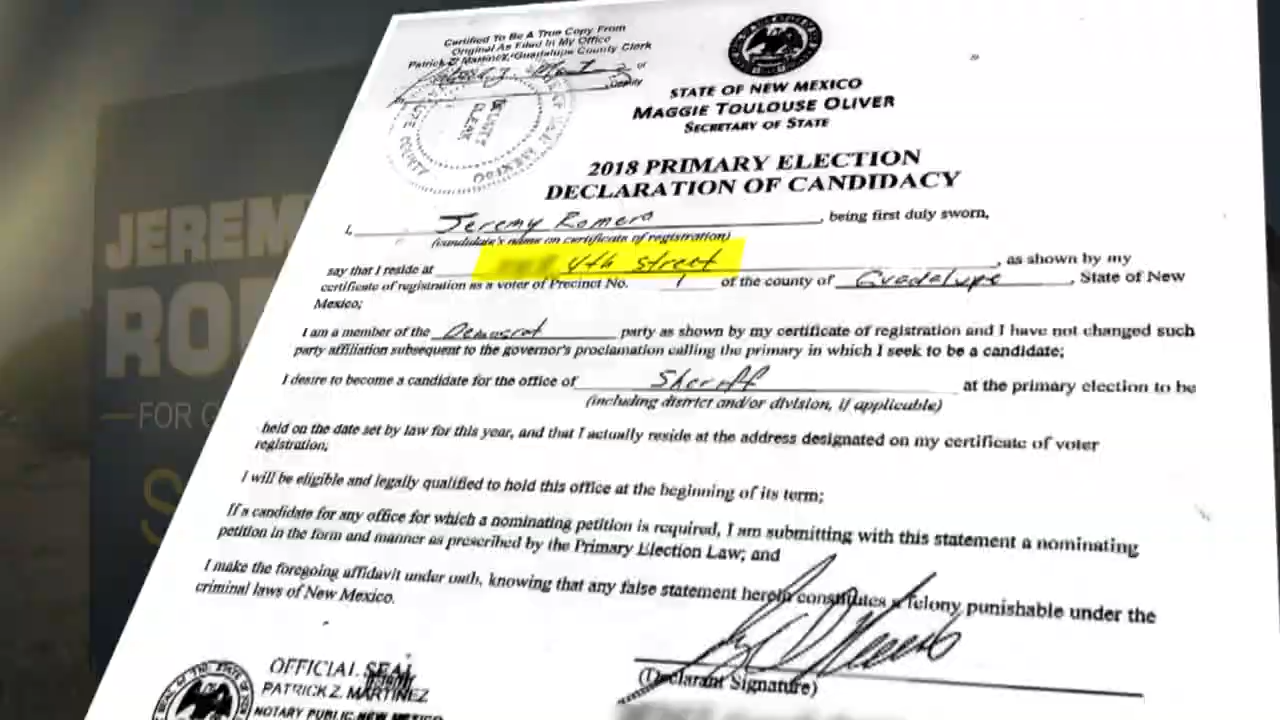 Certified To Be A True Copy From
Original As Filed In My Office
Patrick Z. Martinez, Guadalupe County Clerk
or
Deputy
COUNTY CLERK
NEW MEXICO
STATE OF NEW MEXICO
MAGGIE TOULOUSE OLIVER
SECRETARY OF STATE
2018 PRIMARY ELECTION
DECLARATION OF CANDIDACY
I, Jeremy Romero, being first duly sworn,
(candidate's name on certificate of registration)
say that I reside at 4th Street, as shown by my
certificate of registration as a voter of Precinct No. 1 of the county of Guadalupe, State of New
Mexico;
I am a member of the Democrat party as shown by my certificate of registration and I have not changed such
party affiliation subsequent to the governor's proclamation calling the primary in which I seek to be a candidate;
I desire to become a candidate for the office of Sheriff at the primary election to be
(including district and/or division, if applicable)
held on the date set by law for this year, and that I actually reside at the address designated on my certificate of voter
registration;
I will be eligible and legally qualified to hold this office at the beginning of its term;
If a candidate for any office for which a nominating petition is required, I am submitting with this statement a nominating
petition in the form and manner as prescribed by the Primary Election Law; and
I make the foregoing affidavit under oath, knowing that any false statement herein constitutes a felony punishable under the
criminal laws of New Mexico.
(Declarant Signature)
OFFICIAL SEAL
PATRICK Z. MARTINEZ
NOTARY PUBLIC NEW MEXICO
JEREM
RO
FOR
S